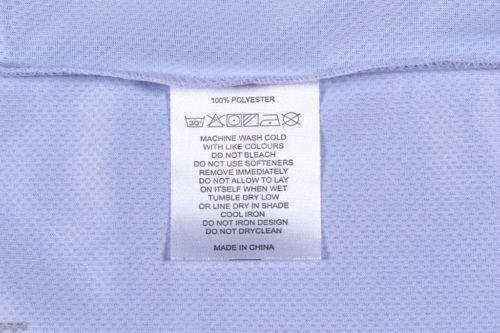 100% POLYESTER
30°
MACHINE WASH COLD
WITH LIKE COLOURS
DO NOT BLEACH
DO NOT USE SOFTENERS
REMOVE IMMEDIATELY
DO NOT ALLOW TO LAY
ON ITSELF WHEN WET
TUMBLE DRY LOW
OR LINE DRY IN SHADE
COOL IRON
DO NOT IRON DESIGN
DO NOT DRYCLEAN
MADE IN CHINA